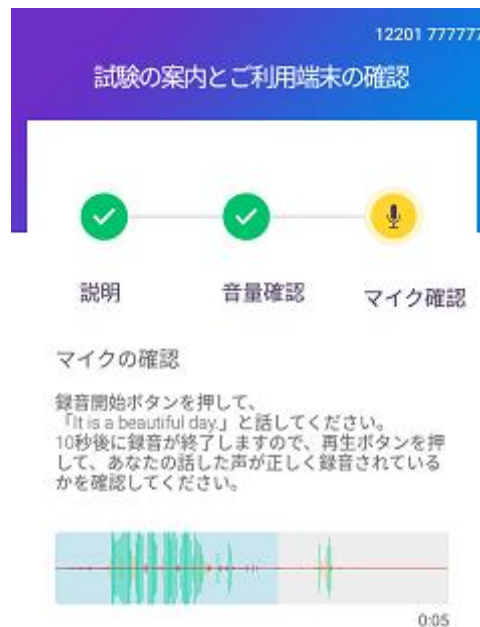 12201 777777
試験の案内とご利用端末の確認
説明
音量確認
マイク確認
マイクの確認
録音開始ボタンを押して、
「It is a beautiful day.」と話してください。
10秒後に録音が終了しますので、再生ボタンを押
して、あなたの話した声が正しく録音されている
かを確認してください。
0:05